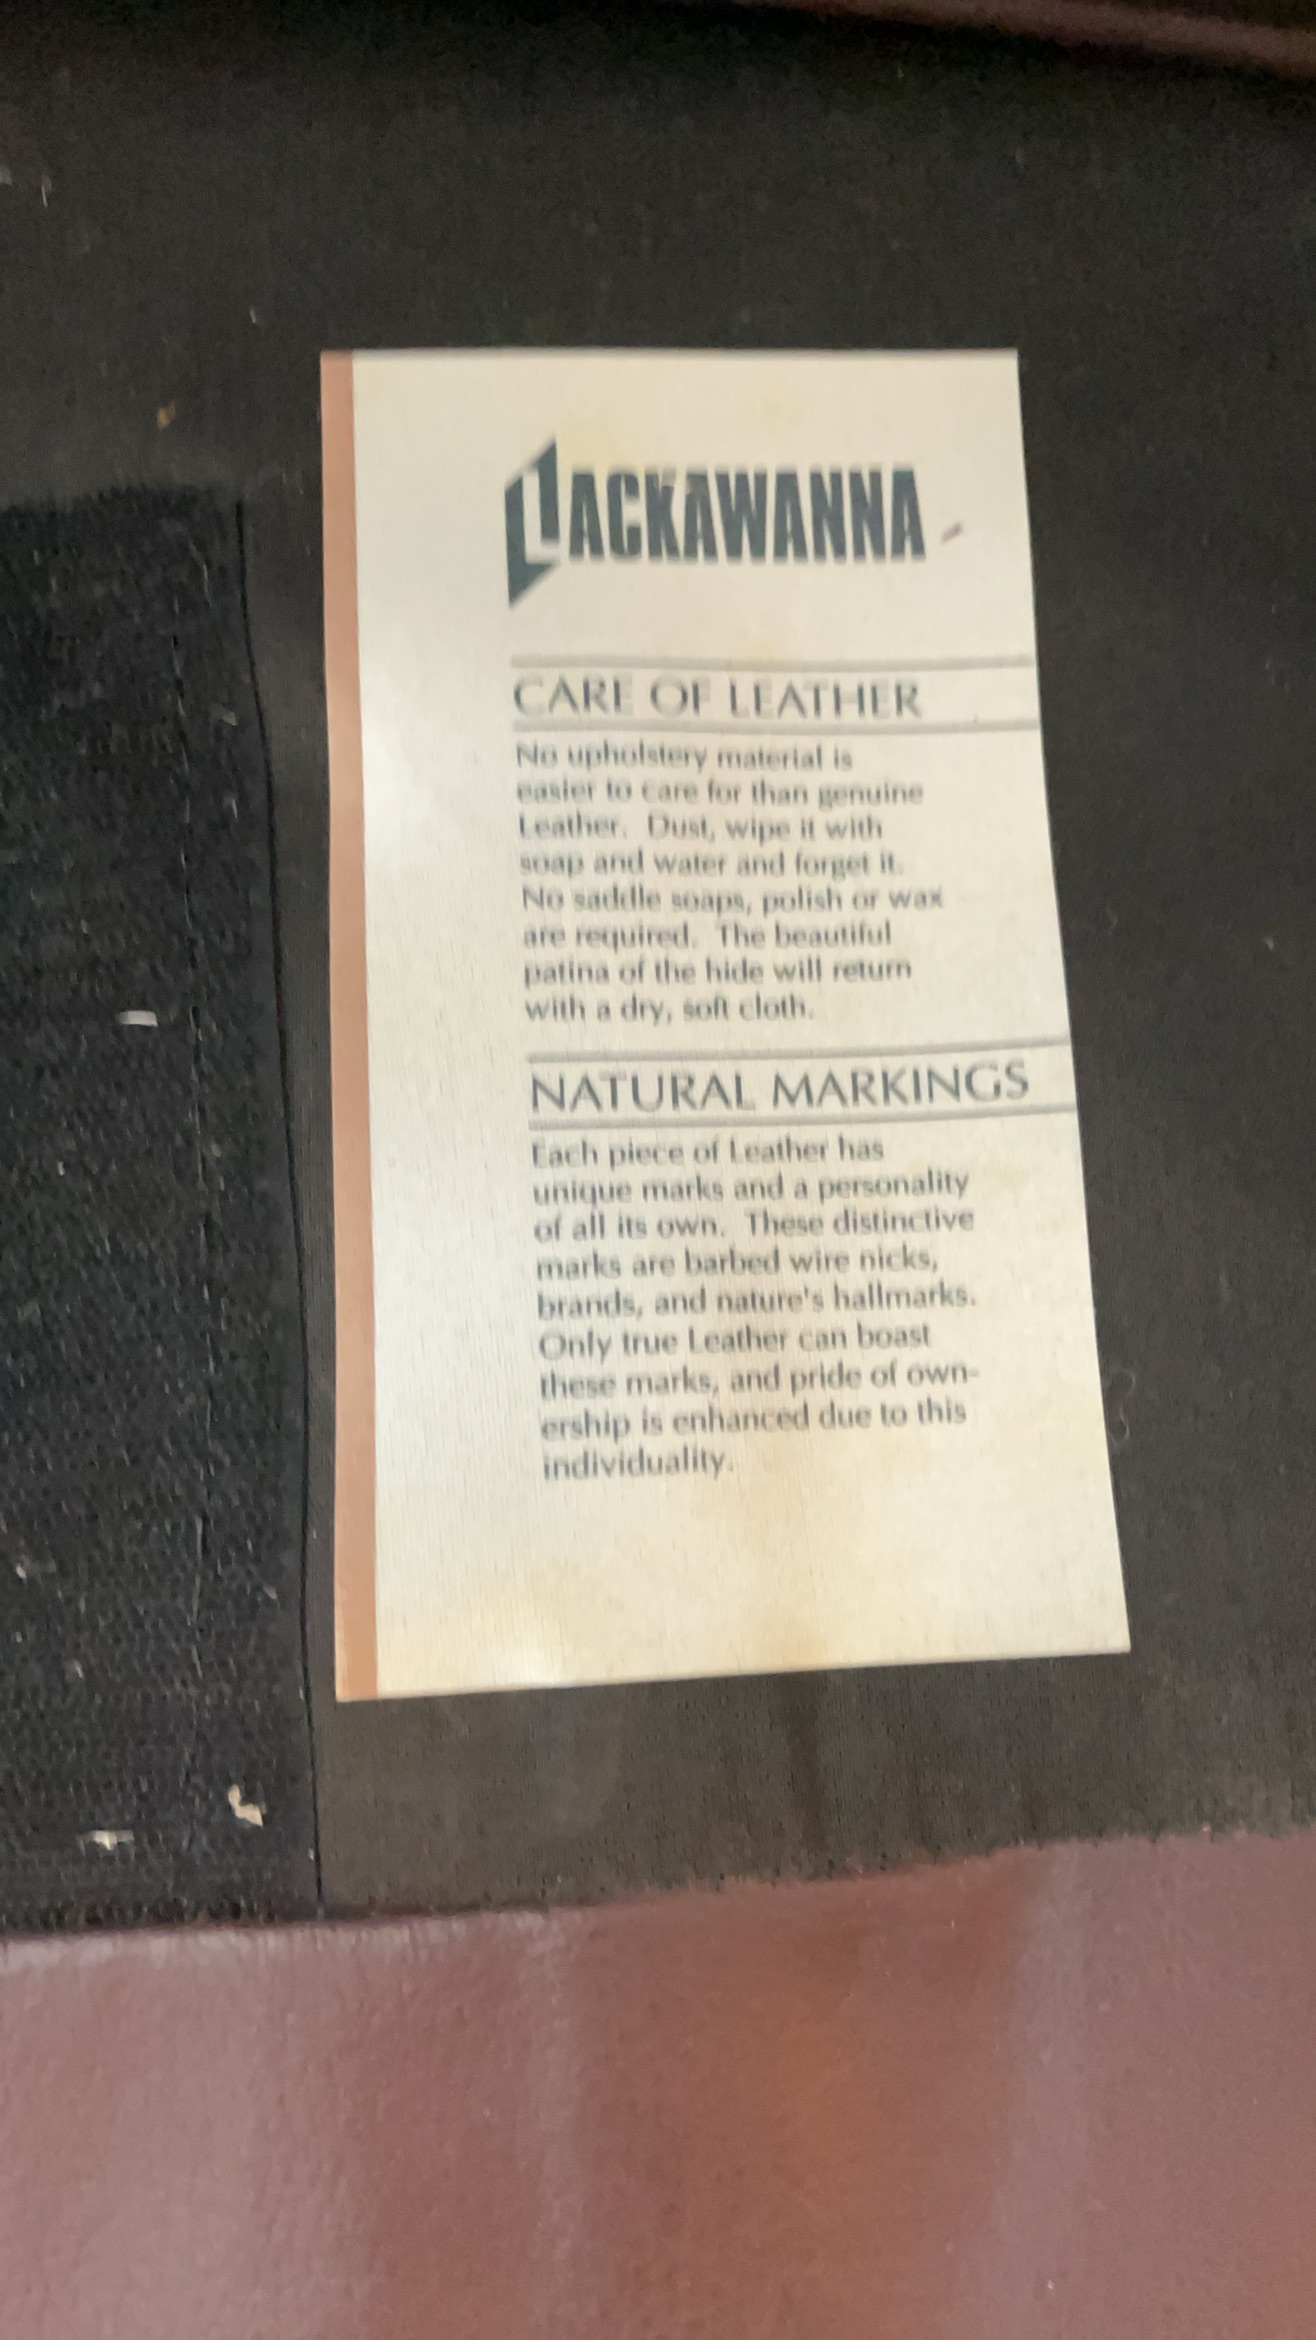 LACKAWANNA
CARE OF LEATHER
No upholstery material is
easier to care for than genuine
Leather. Dust, wipe it with
soap and water and forget it.
No saddle soaps, polish or wax
are required. The beautiful
patina of the hide will return
with a dry, soft cloth.
NATURAL MARKINGS
Each piece of Leather has
unique marks and a personality
of all its own. These distinctive
marks are barbed wire nicks,
brands, and nature's hallmarks.
Only true Leather can boast
these marks, and pride of own-
ership is enhanced due to this
individuality.